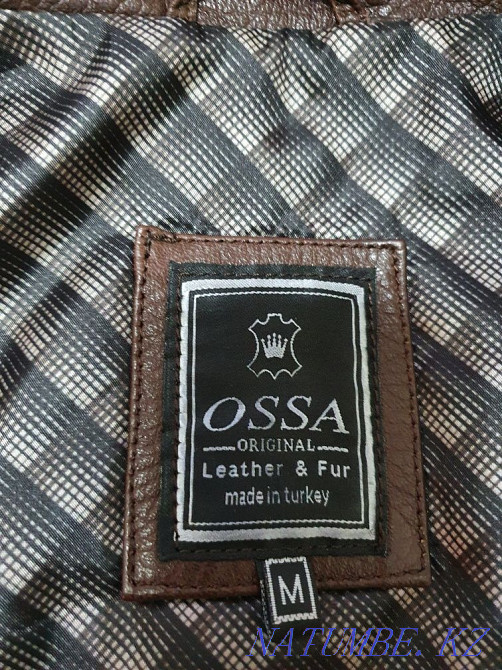 OSSA
ORIGINAL
Leather & Fur
made in turkey
M
NATUMBE. KZ